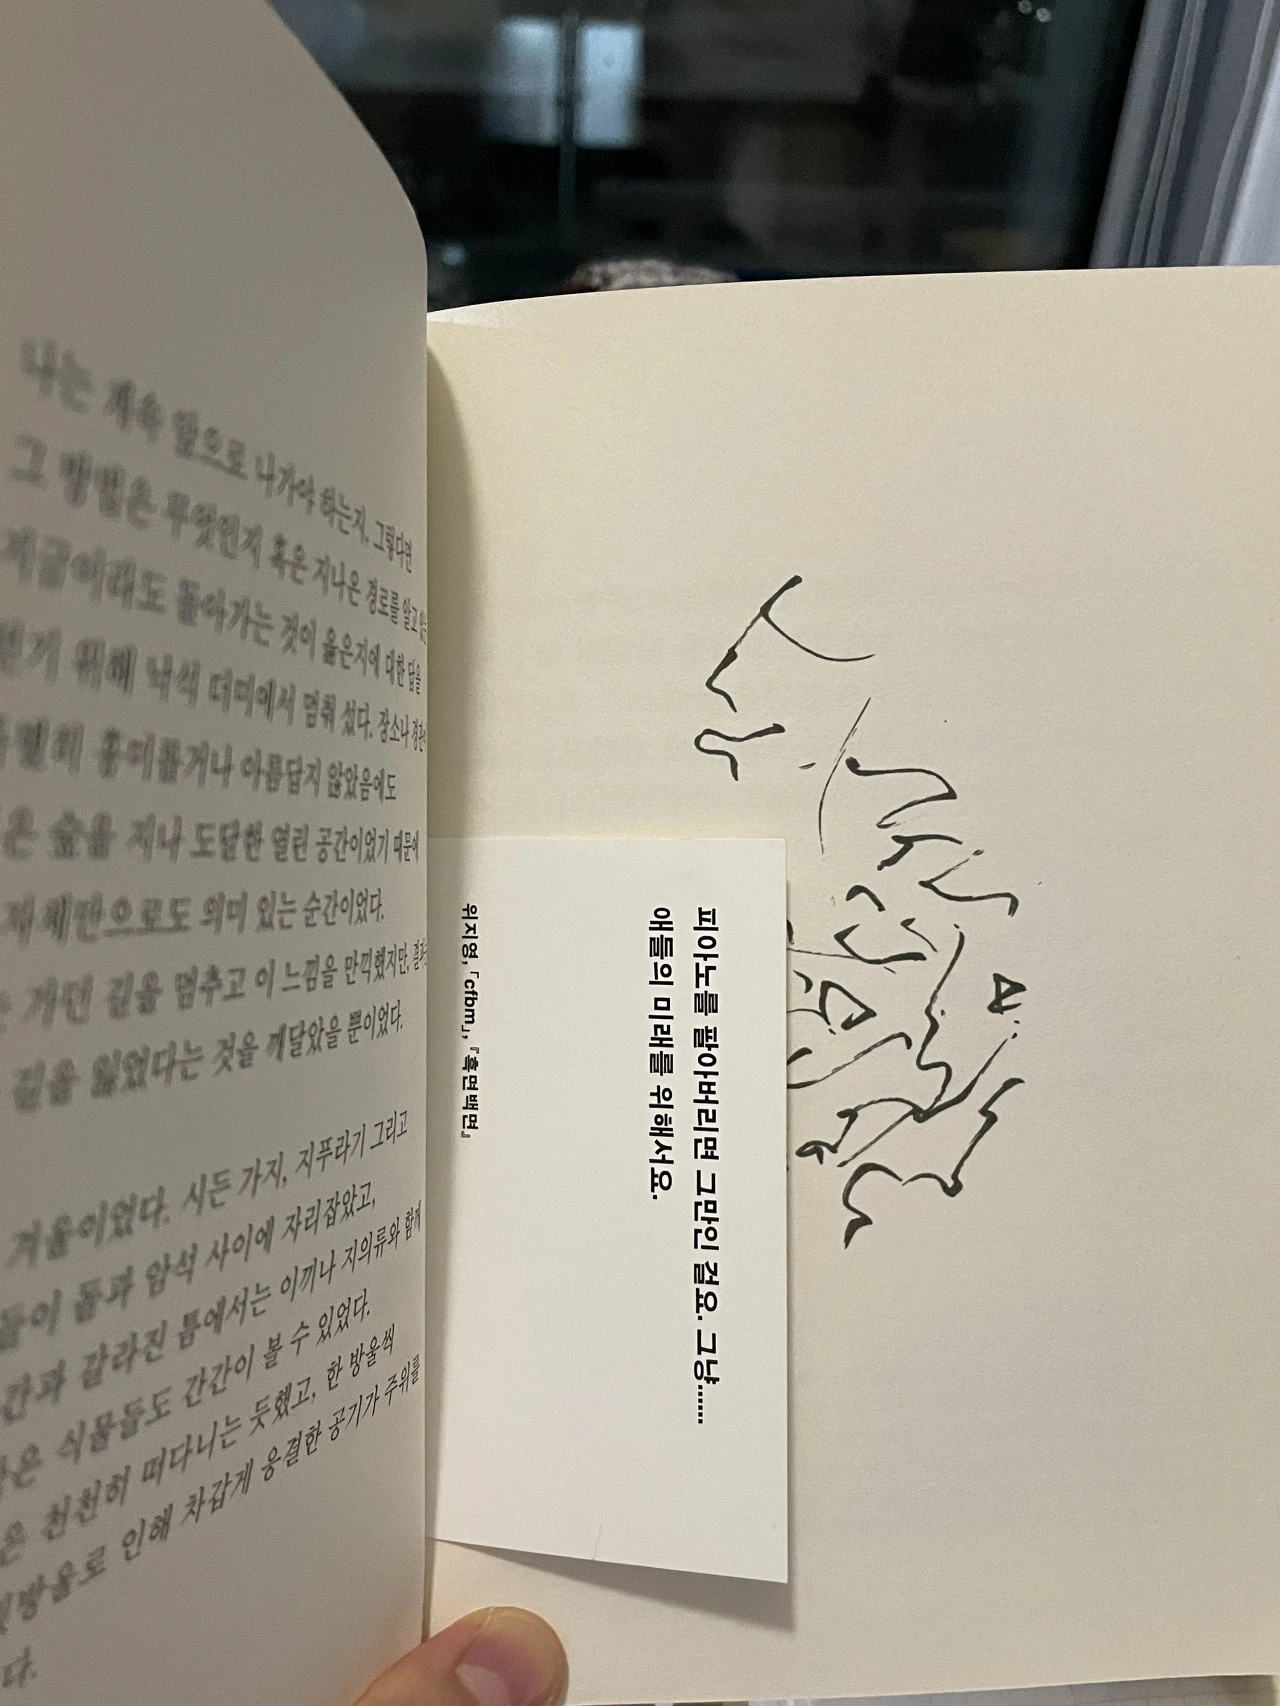 나는 계속 앞으로 나가야 하는지, 그렇다면
그 방법은 무엇인지 혹은 지나온 경로를 알고 있는
지금이래도 돌아가는 것이 옳은지에 대한 답을
위해 낙석 더미에서 멈춰 섰다. 장소나
흥미롭거나 아름답지 않았음에도
숲을 지나 도달한 열린 공간이었기 때문에
자체만으로도 의미 있는 순간이었다.
가던 길을 멈추고 이 느낌을 만끽했지만,
길을 잃었다는 것을 깨달았을 뿐이었다.
겨울이었다. 시든 가지, 지푸라기 그리고
돌과 암석 사이에 자리잡았고,
갈라진 틈에서는 이끼나 지의류와 함께
식물들도 간간이 볼 수 있었다.
천천히 떠다니는 듯했고, 한 방울씩
인해 차갑게 응결한 공기가 주위를
피아노를 팔아버리면 그만인 걸요. 그냥……
애들의 미래를 위해서요.
위지영, 「cfbm」, 『흑면백면』